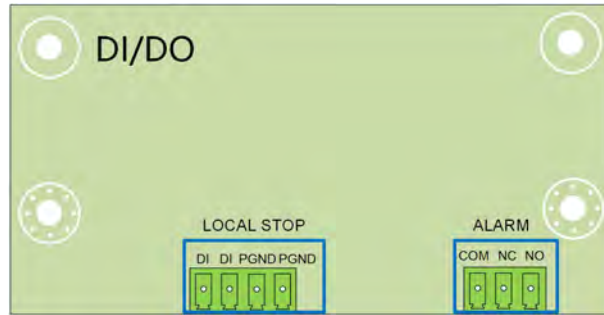 DI/DO
LOCAL STOP
ALARM
DI DI PGND PGND
COM NC NO